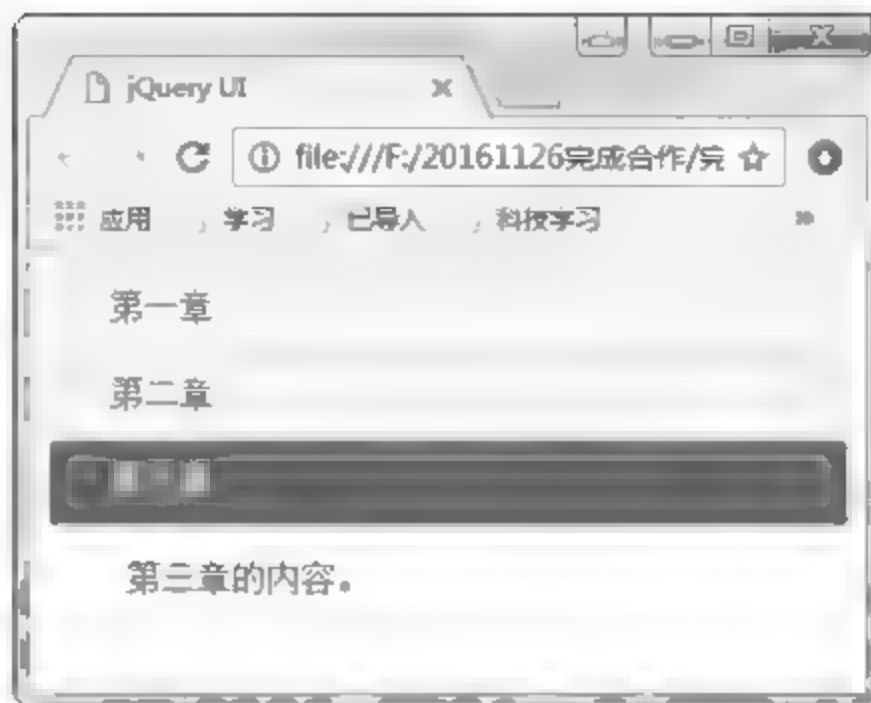 jQuery UI
file:///F:/20161126完成合作/完
应用 学习 已导入 科技学习
第一章
第二章
第三章的内容。